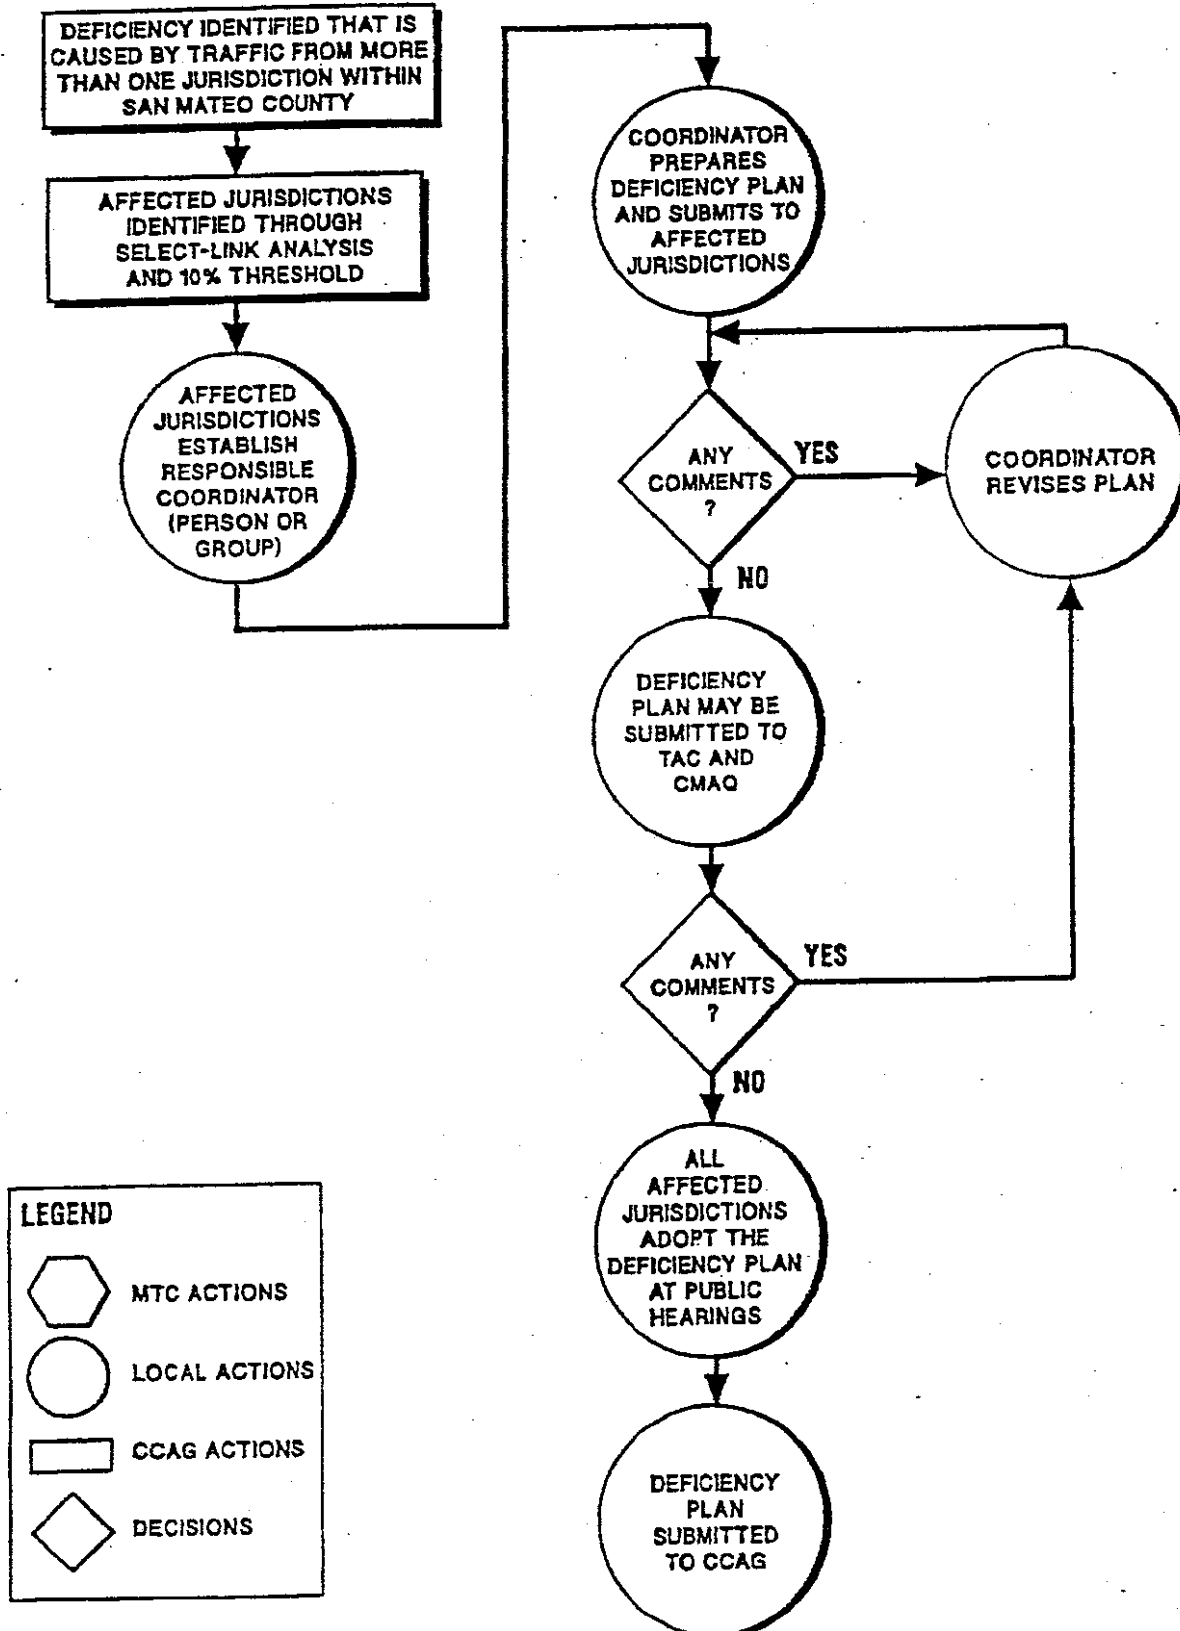 DEFICIENCY IDENTIFIED THAT IS
CAUSED BY TRAFFIC FROM MORE
THAN ONE JURISDICTION WITHIN
SAN MATEO COUNTY
AFFECTED JURISDICTIONS
IDENTIFIED THROUGH
SELECT-LINK ANALYSIS
AND 10% THRESHOLD
AFFECTED
JURISDICTIONS
ESTABLISH
RESPONSIBLE
COORDINATOR
(PERSON OR
GROUP)
COORDINATOR
PREPARES
DEFICIENCY PLAN
AND SUBMITS TO
AFFECTED
JURISDICTIONS
ANY
COMMENTS
?
YES
COORDINATOR
REVISES PLAN
NO
DEFICIENCY
PLAN MAY BE
SUBMITTED TO
TAC AND
CMAQ
ANY
COMMENTS
?
YES
NO
ALL
AFFECTED
JURISDICTIONS
ADOPT THE
DEFICIENCY PLAN
AT PUBLIC
HEARINGS
DEFICIENCY
PLAN
SUBMITTED
TO CCAG
LEGEND
MTC ACTIONS
LOCAL ACTIONS
CCAG ACTIONS
DECISIONS